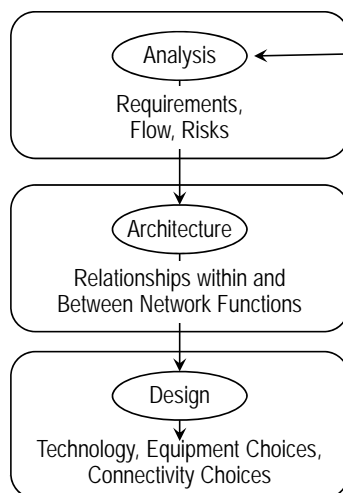 Analysis
Requirements,
Flow, Risks
Architecture
Relationships within and
Between Network Functions
Design
Technology, Equipment Choices,
Connectivity Choices